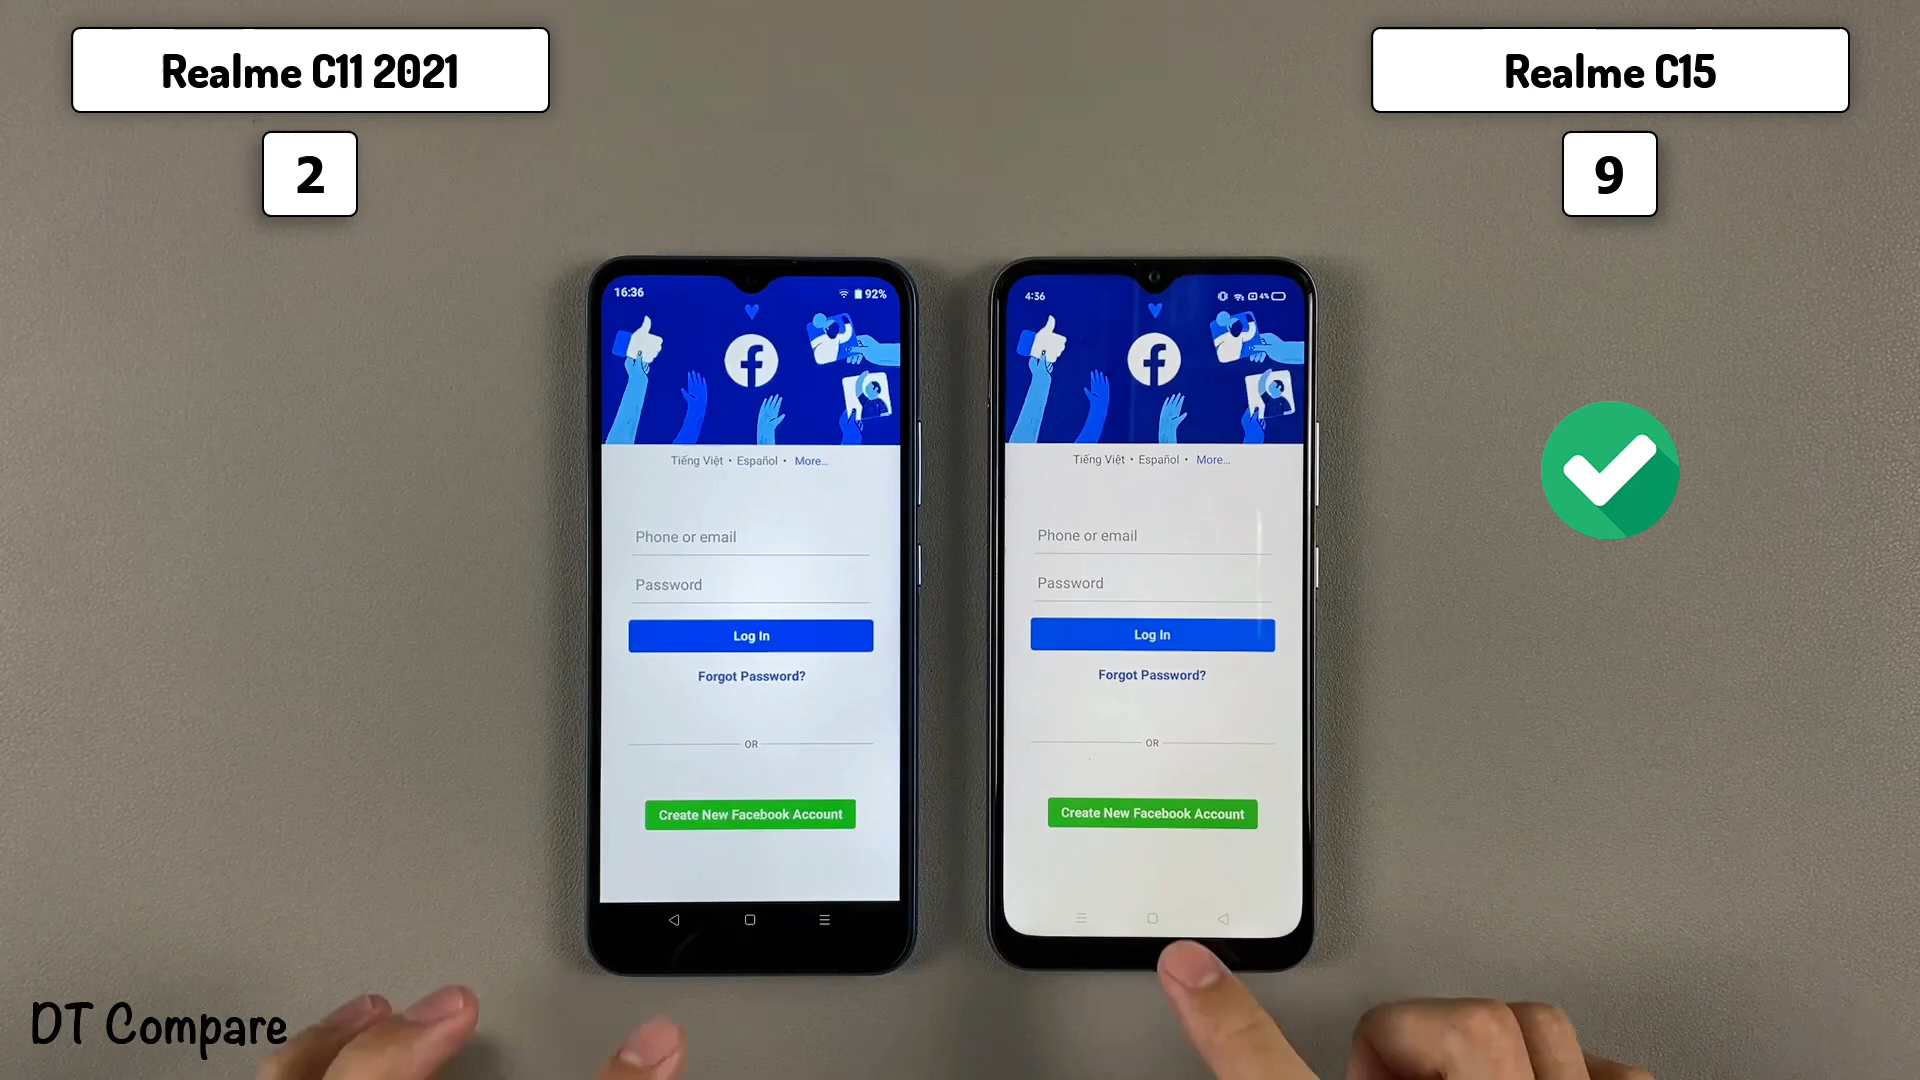 Realme C11 2021
2
Realme C15
9
16:36
92%
Tiếng Việt • Español • More...
Phone or email
Password
Log In
Forgot Password?
OR
Create New Facebook Account
4:36
4%
Tiếng Việt • Español • More...
Phone or email
Password
Log In
Forgot Password?
OR
Create New Facebook Account
DT Compare